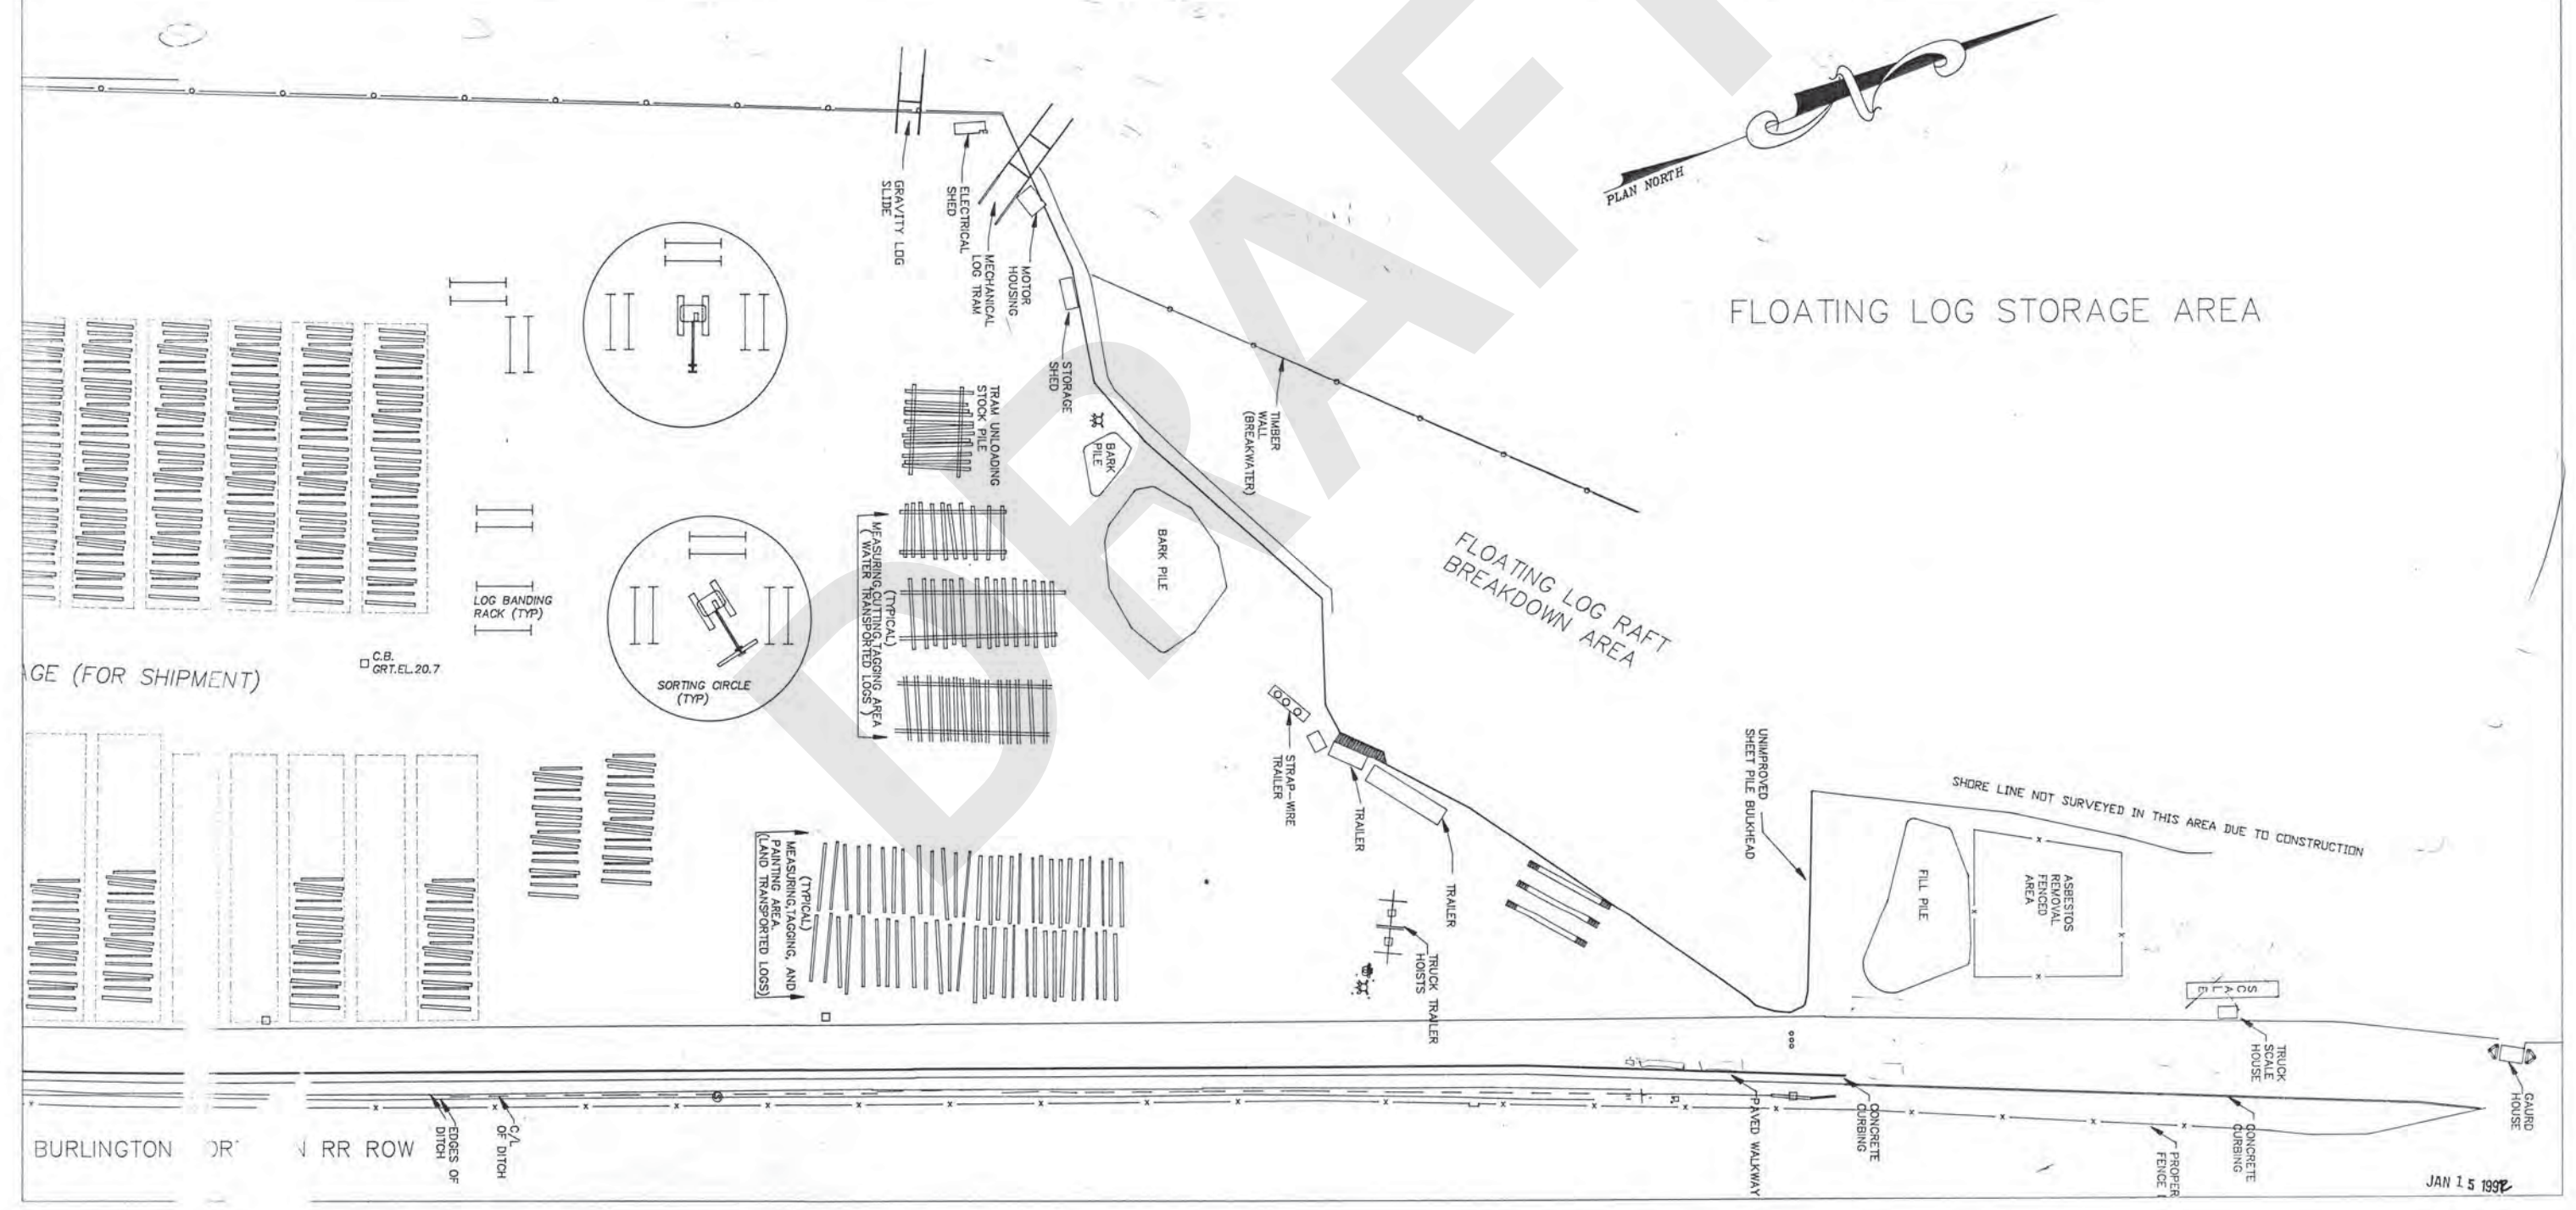 DRAFT
PLAN NORTH
N
FLOATING LOG STORAGE AREA
GRAVITY LOG
SLIDE
ELECTRICAL
SHED
MECHANICAL
LOG TRAM
MOTOR
HOUSING
STORAGE
SHED
TIMBER
WALL
(BREAKWATER)
TRAM UNLOADING
STOCK PILE
BARK
PILE
BARK PILE
FLOATING LOG RAFT
BREAKDOWN AREA
(TYPICAL)
MEASURING,CUTTING,TAGGING AREA
( WATER TRANSPORTED LOGS )
LOG BANDING
RACK (TYP)
C.B.
GRT.EL.20.7
AGE (FOR SHIPMENT)
SORTING CIRCLE
(TYP)
STRAP-WIRE
TRAILER
TRAILER
TRAILER
UNIMPROVED
SHEET PILE BULKHEAD
SHORE LINE NOT SURVEYED IN THIS AREA DUE TO CONSTRUCTION
FILL PILE
ASBESTOS
REMOVAL
FENCED
AREA
(TYPICAL)
MEASURING,TAGGING, AND
PAINTING AREA.
(LAND TRANSPORTED LOGS)
TRUCK TRAILER
HOISTS
SCALE
TRUCK
SCALE
HOUSE
GAURD
HOUSE
PAVED WALKWAY
CONCRETE
CURBING
CONCRETE
CURBING
PROPER
FENCE
EDGES OF
DITCH
C/L
OF DITCH
BURLINGTON OR N RR ROW
JAN 15 1992